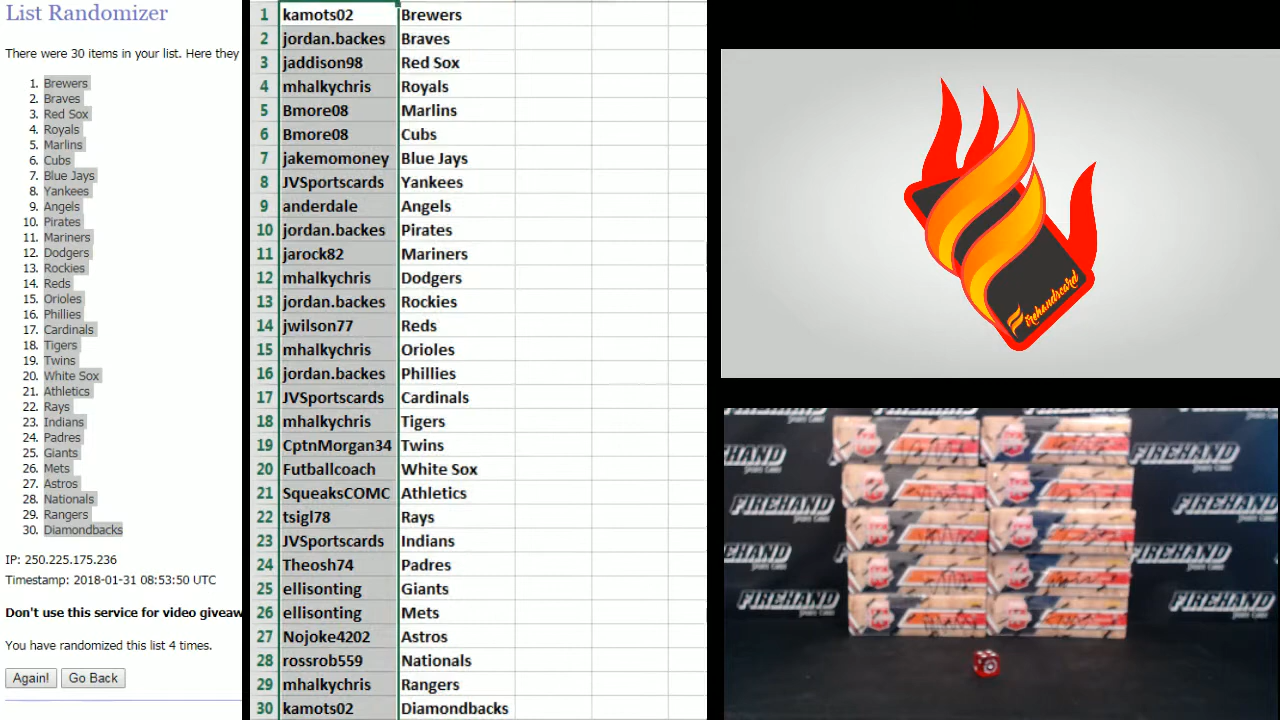 List Randomizer
There were 30 items in your list. Here they
1. Brewers
2. Braves
3. Red Sox
4. Royals
5. Marlins
6. Cubs
7. Blue Jays
8. Yankees
9. Angels
10. Pirates
11. Mariners
12. Dodgers
13. Rockies
14. Reds
15. Orioles
16. Phillies
17. Cardinals
18. Tigers
19. Twins
20. White Sox
21. Athletics
22. Rays
23. Indians
24. Padres
25. Giants
26. Mets
27. Astros
28. Nationals
29. Rangers
30. Diamondbacks
IP: 250.225.175.236
Timestamp: 2018-01-31 08:53:50 UTC
Don't use this service for video giveaw
You have randomized this list 4 times.
Again! Go Back
1 kamots02 Brewers
2 jordan.backes Braves
3 jaddison98 Red Sox
4 mhalkychris Royals
5 Bmore08 Marlins
6 Bmore08 Cubs
7 jakemomoney Blue Jays
8 JVSportscards Yankees
9 anderdale Angels
10 jordan.backes Pirates
11 jarock82 Mariners
12 mhalkychris Dodgers
13 jordan.backes Rockies
14 jwilson77 Reds
15 mhalkychris Orioles
16 jordan.backes Phillies
17 JVSportscards Cardinals
18 mhalkychris Tigers
19 CptnMorgan34 Twins
20 Futballcoach White Sox
21 SqueaksCOMC Athletics
22 tsigl78 Rays
23 JVSportscards Indians
24 Theosh74 Padres
25 ellisonting Giants
26 ellisonting Mets
27 Nojoke4202 Astros
28 rossrob559 Nationals
29 mhalkychris Rangers
30 kamots02 Diamondbacks
Firehandscard
FIREHAND
FIREHAND
FIREHAND
FIREHAND
FIREHAND
FIREHAND
FIREHAND
FIREHAND